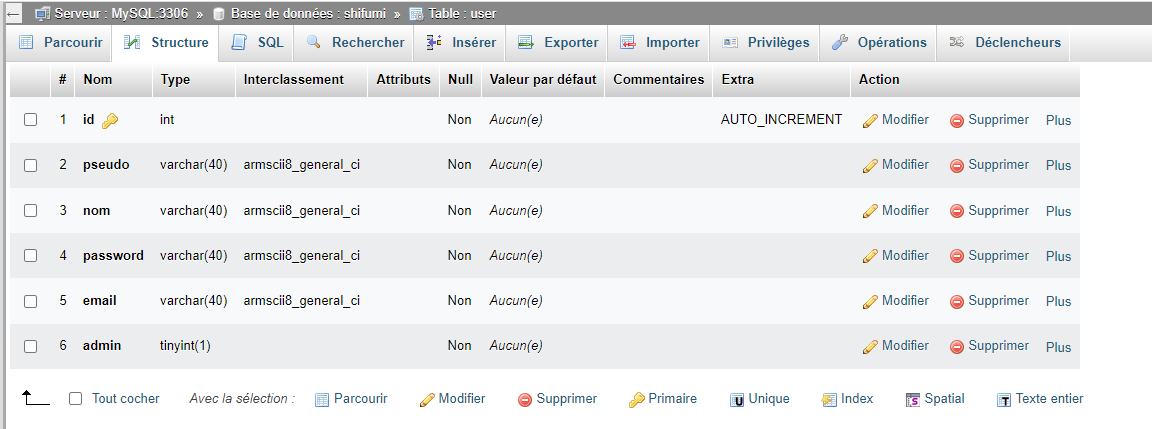 Serveur : MySQL:3306 » Base de données : shifumi » Table : user
Parcourir Structure SQL Rechercher Insérer Exporter Importer Privilèges Opérations Déclencheurs
# Nom Type Interclassement Attributs Null Valeur par défaut Commentaires Extra Action
1 id int Non Aucun(e) AUTO_INCREMENT Modifier Supprimer Plus
2 pseudo varchar(40) armscii8_general_ci Non Aucun(e) Modifier Supprimer Plus
3 nom varchar(40) armscii8_general_ci Non Aucun(e) Modifier Supprimer Plus
4 password varchar(40) armscii8_general_ci Non Aucun(e) Modifier Supprimer Plus
5 email varchar(40) armscii8_general_ci Non Aucun(e) Modifier Supprimer Plus
6 admin tinyint(1) Non Aucun(e) Modifier Supprimer Plus
Tout cocher Avec la sélection : Parcourir Modifier Supprimer Primaire Unique Index Spatial Texte entier